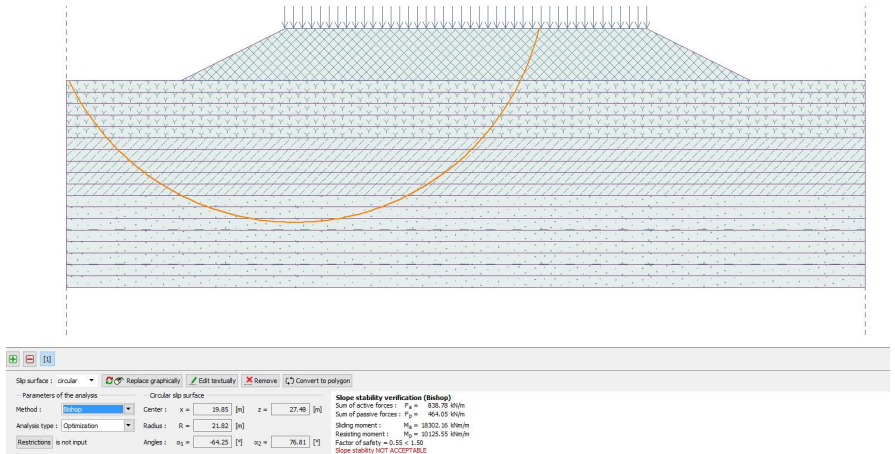 [1]
Slip surface : circular Replace graphically Edit textually Remove Convert to polygon
Parameters of the analysis Circular slip surface
Method : Bishop Center : x = 19.85 [m] z = 27.48 [m]
Analysis type : Optimization Radius : R = 21.82 [m]
Restrictions is not input Angles : α1 = -64.25 [°] α2 = 76.81 [°]
Slope stability verification (Bishop)
Sum of active forces : Fa = 838.78 kN/m
Sum of passive forces : Fp = 464.05 kN/m
Sliding moment : Ma = 18302.16 kNm/m
Resisting moment : Mp = 10125.55 kNm/m
Factor of safety = 0.55 < 1.50
Slope stability NOT ACCEPTABLE